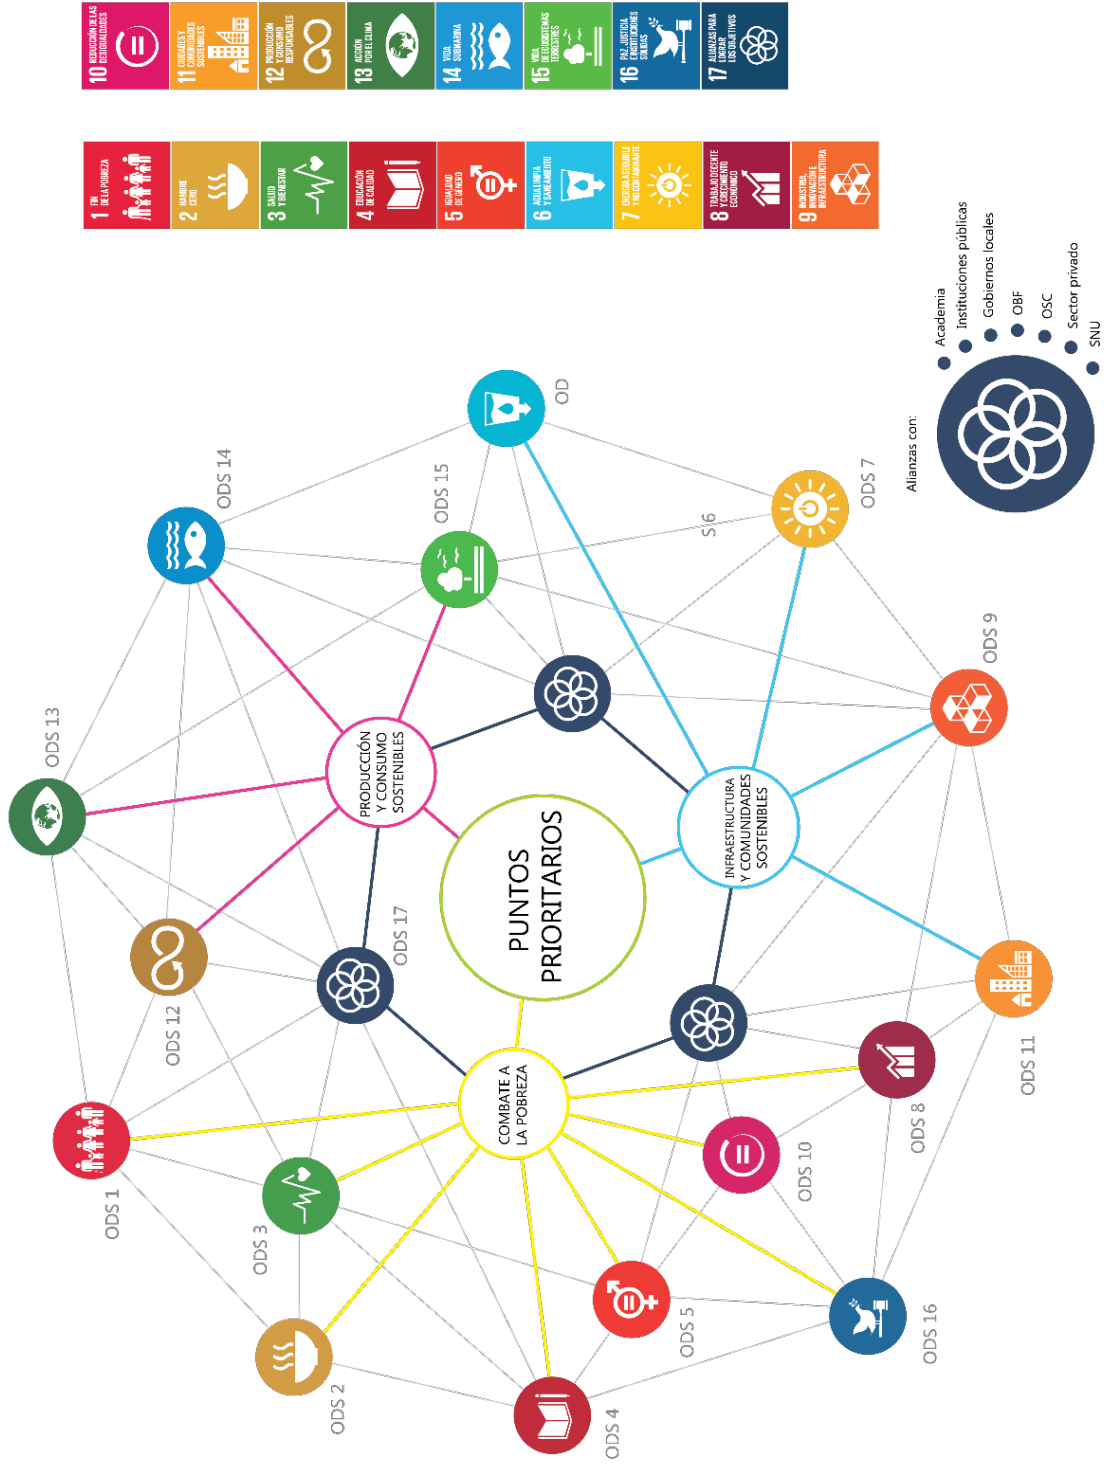 PUNTOS
PRIORITARIOS
COMBATE A
LA POBREZA
PRODUCCIÓN
Y CONSUMO
SOSTENIBLES
INFRAESTRUCTURA
Y COMUNIDADES
SOSTENIBLES
ODS 1
ODS 2
ODS 3
ODS 4
ODS 5
ODS 16
ODS 10
ODS 8
ODS 11
ODS 9
ODS 7
OD
S 6
ODS 15
ODS 14
ODS 13
ODS 12
ODS 17
Alianzas con:
Academia
Instituciones públicas
Gobiernos locales
OBF
OSC
Sector privado
SNU
1 FIN
DE LA POBREZA
2 HAMBRE
CERO
3 SALUD
Y BIENESTAR
4 EDUCACIÓN
DE CALIDAD
5 IGUALDAD
DE GÉNERO
6 AGUA LIMPIA
Y SANEAMIENTO
7 ENERGÍA ASEQUIBLE
Y NO CONTAMINANTE
8 TRABAJO DECENTE
Y CRECIMIENTO
ECONÓMICO
9 INDUSTRIA,
INNOVACIÓN E
INFRAESTRUCTURA
10 REDUCCIÓN DE LAS
DESIGUALDADES
11 CIUDADES Y
COMUNIDADES
SOSTENIBLES
12 PRODUCCIÓN
Y CONSUMO
RESPONSABLES
13 ACCIÓN
POR EL CLIMA
14 VIDA
SUBMARINA
15 VIDA
DE ECOSISTEMAS
TERRESTRES
16 PAZ, JUSTICIA
E INSTITUCIONES
SÓLIDAS
17 ALIANZAS PARA
LOGRAR
LOS OBJETIVOS